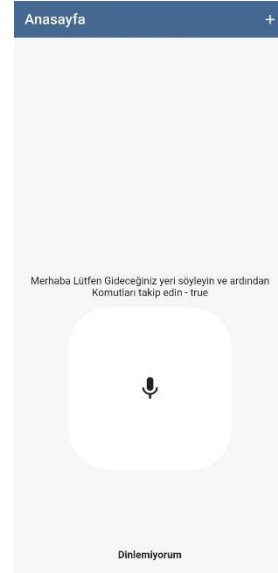 Anasayfa +
Merhaba Lütfen Gideceğiniz yeri söyleyin ve ardından
Komutları takip edin - true
Dinlemiyorum